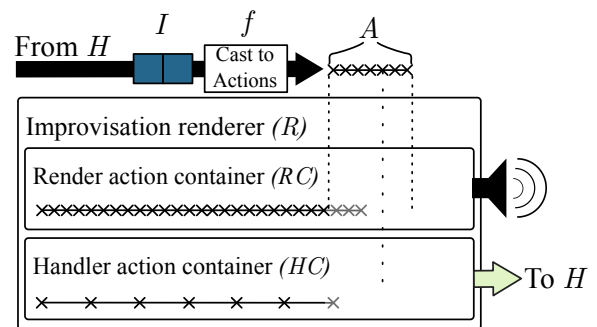 I f A
From H
Cast to
Actions
Improvisation renderer (R)
Render action container (RC)
Handler action container (HC)
To H